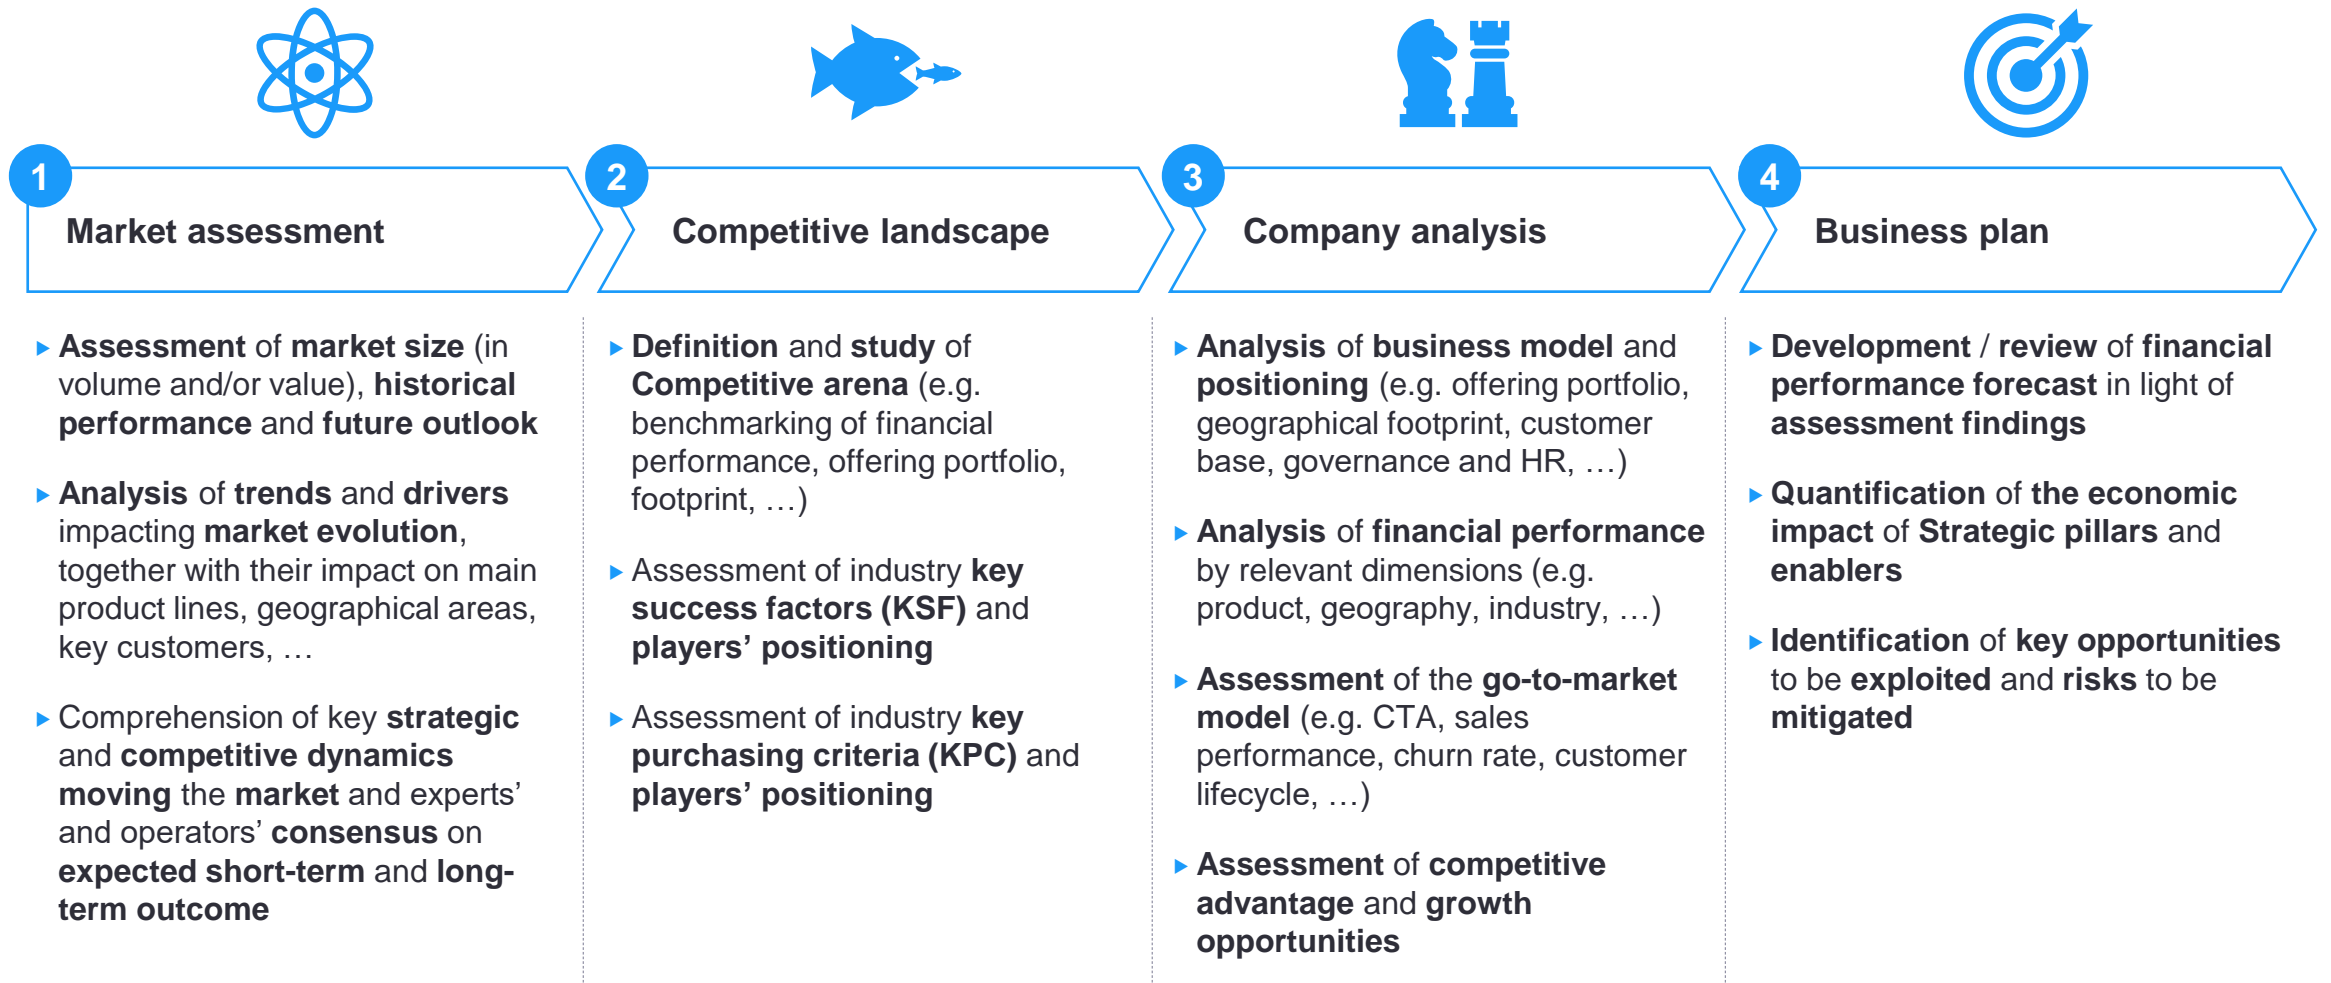 1
Market assessment
Assessment of market size (in
volume and/or value), historical
performance and future outlook
Analysis of trends and drivers
impacting market evolution,
together with their impact on main
product lines, geographical areas,
key customers, …
Comprehension of key strategic
and competitive dynamics
moving the market and experts’
and operators’ consensus on
expected short-term and long-
term outcome
2
Competitive landscape
Definition and study of
Competitive arena (e.g.
benchmarking of financial
performance, offering portfolio,
footprint, …)
Assessment of industry key
success factors (KSF) and
players’ positioning
Assessment of industry key
purchasing criteria (KPC) and
players’ positioning
3
Company analysis
Analysis of business model and
positioning (e.g. offering portfolio,
geographical footprint, customer
base, governance and HR, …)
Analysis of financial performance
by relevant dimensions (e.g.
product, geography, industry, …)
Assessment of the go-to-market
model (e.g. CTA, sales
performance, churn rate, customer
lifecycle, …)
Assessment of competitive
advantage and growth
opportunities
4
Business plan
Development / review of financial
performance forecast in light of
assessment findings
Quantification of the economic
impact of Strategic pillars and
enablers
Identification of key opportunities
to be exploited and risks to be
mitigated